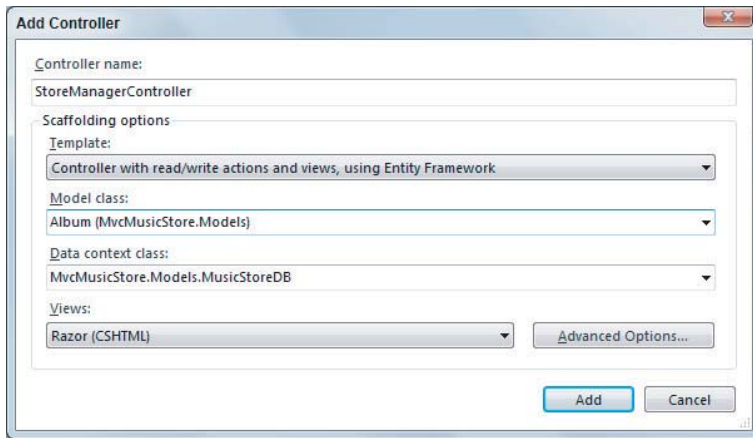 Add Controller
Controller name:
StoreManagerController
Scaffolding options
Template:
Controller with read/write actions and views, using Entity Framework
Model class:
Album (MvcMusicStore.Models)
Data context class:
MvcMusicStore.Models.MusicStoreDB
Views:
Razor (CSHTML)
Advanced Options...
Add
Cancel